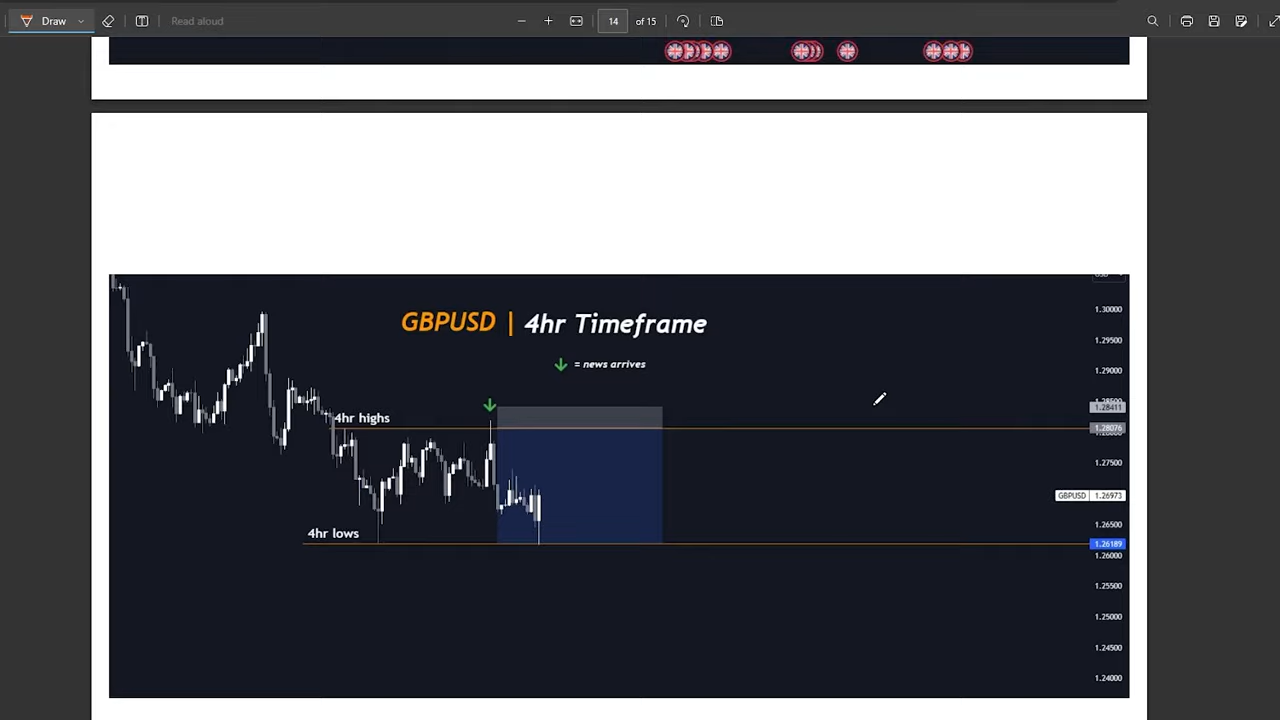 Draw
Read aloud
14 of 15
GBPUSD | 4hr Timeframe
= news arrives
4hr highs
4hr lows
1.30000
1.29500
1.29000
1.28411
1.28076
1.27500
GBPUSD 1.26973
1.26500
1.26189
1.26000
1.25500
1.25000
1.24500
1.24000